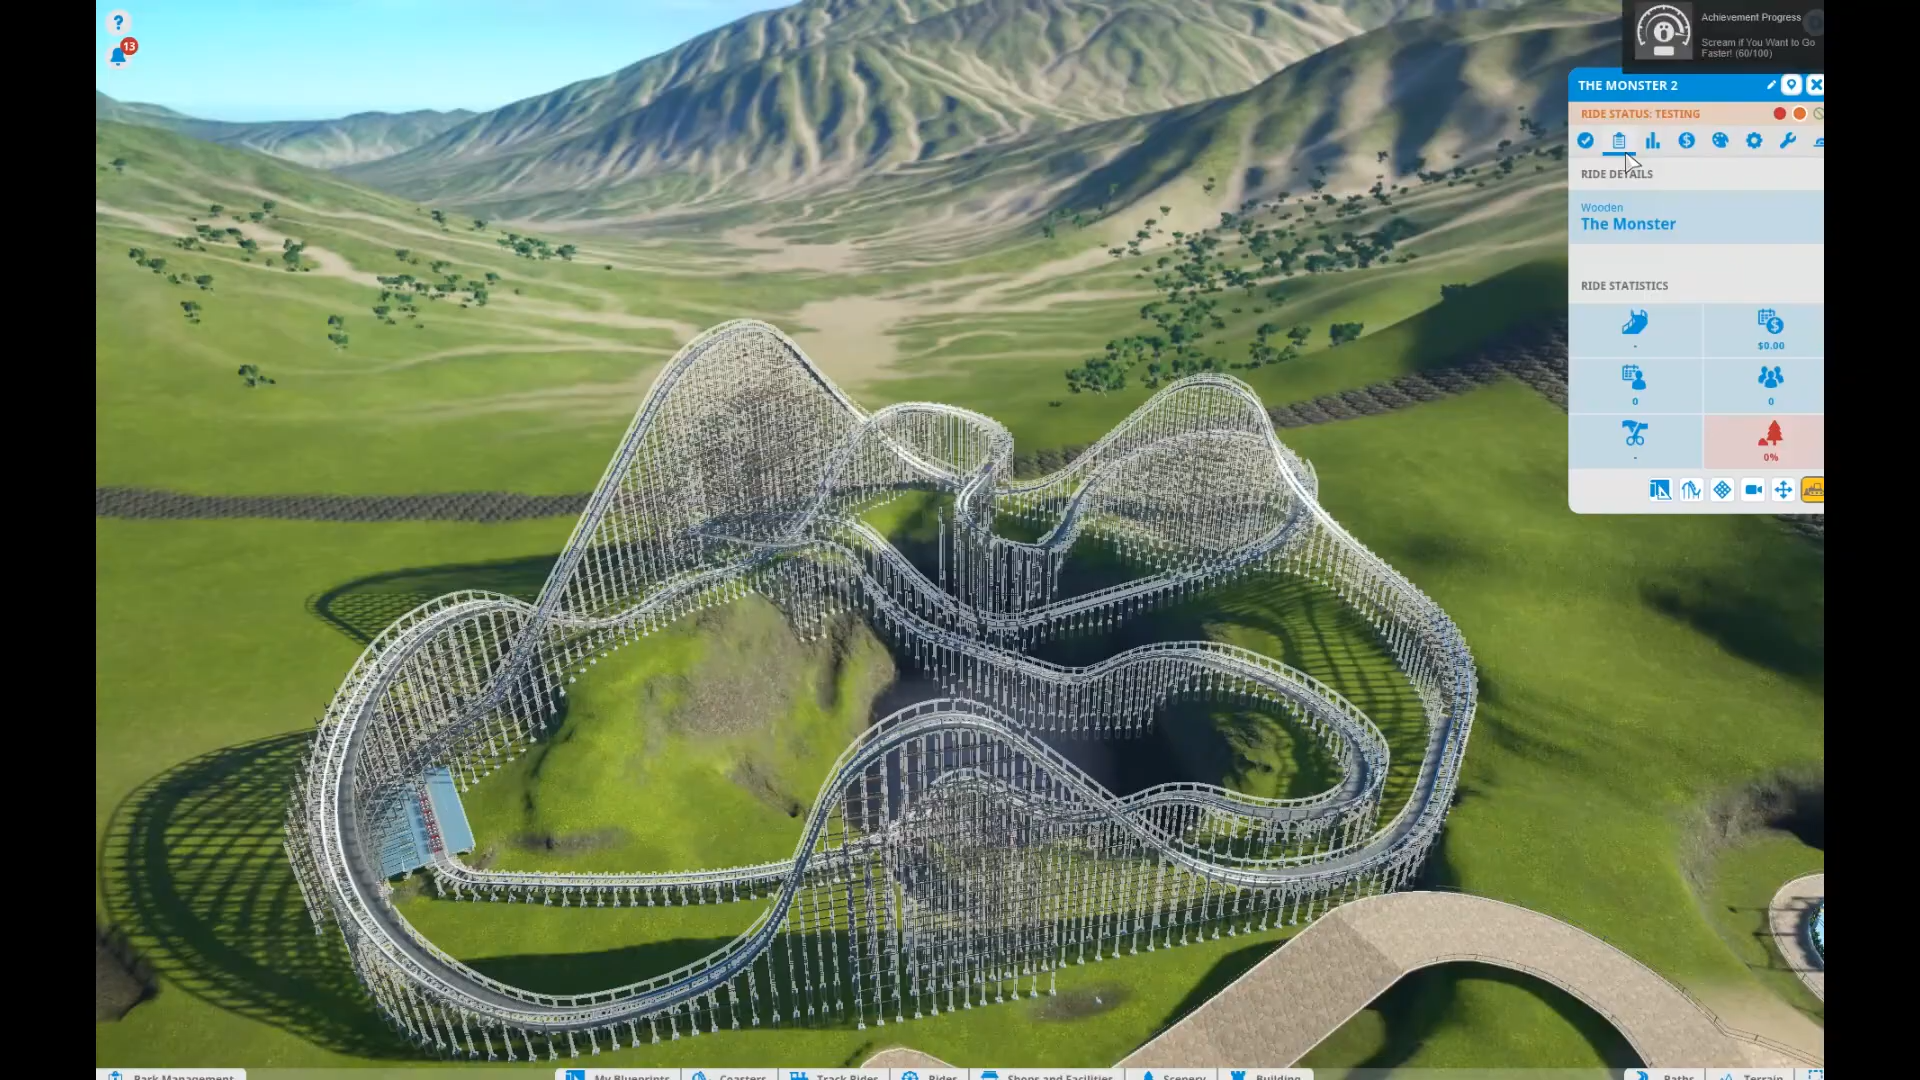 ?
13
Achievement Progress
Scream if You Want to Go
Faster! (60/100)
THE MONSTER 2
RIDE STATUS: TESTING
RIDE DETAILS
Wooden
The Monster
RIDE STATISTICS
-
$0.00
0
0
-
0%
Park Management
My Blueprints
Coasters
Track Rides
Rides
Shops and Facilities
Scenery
Building
Paths
Terrain